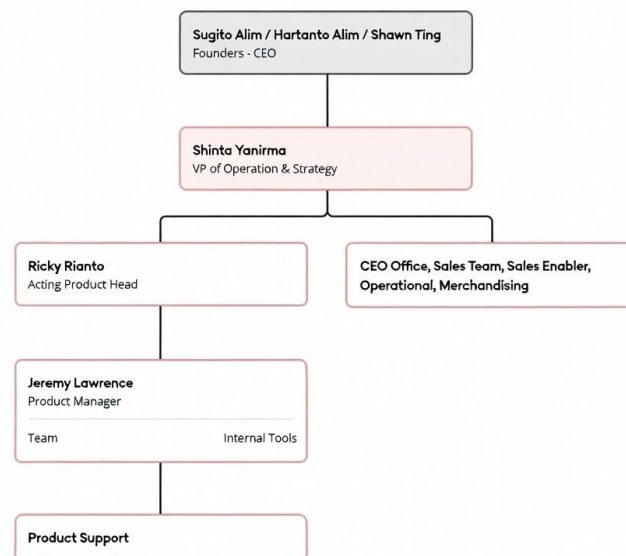 Sugito Alim / Hartanto Alim / Shawn Ting
Founders - CEO
Shinta Yanirma
VP of Operation & Strategy
Ricky Rianto
Acting Product Head
CEO Office, Sales Team, Sales Enabler,
Operational, Merchandising
Jeremy Lawrence
Product Manager
Team Internal Tools
Product Support